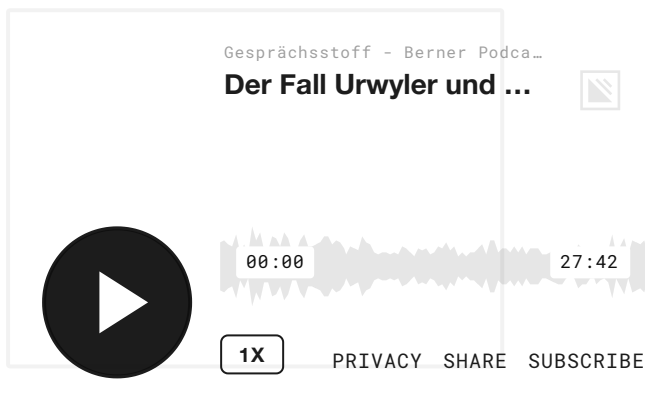 Gesprächsstoff - Berner Podca…
Der Fall Urwyler und …
00:00
27:42
1X
PRIVACY SHARE SUBSCRIBE